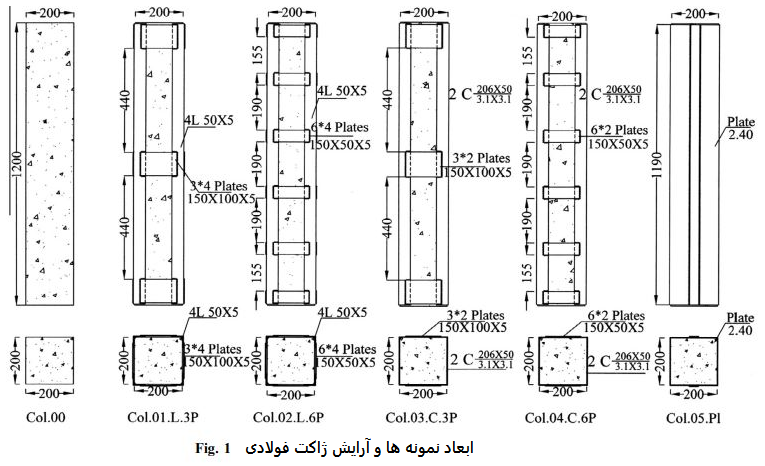 200 200 200 200 200 200
1200
440
440
4L 50X5
3*4 Plates
150X100X5
155
190
190
190
155
4L 50X5
6*4 Plates
150X50X5
440
440
2 C 206X50
3.1X3.1
3*2 Plates
150X100X5
155
190
190
190
155
2 C 206X50
3.1X3.1
6*2 Plates
150X50X5
1190
Plate
2.40
200
200
4L 50X5
3*4 Plates
150X100X5
200
200
4L 50X5
6*4 Plates
150X50X5
200
200
3*2 Plates
150X100X5
2 C 206X50
3.1X3.1
200
200
6*2 Plates
150X50X5
2 C 206X50
3.1X3.1
200
200
Plate
2.40
200
200
Col.00 Col.01.L.3P Col.02.L.6P Col.03.C.3P Col.04.C.6P Col.05.Pl
Fig. 1 ابعاد نمونه ها و آرایش ژاکت فولادی